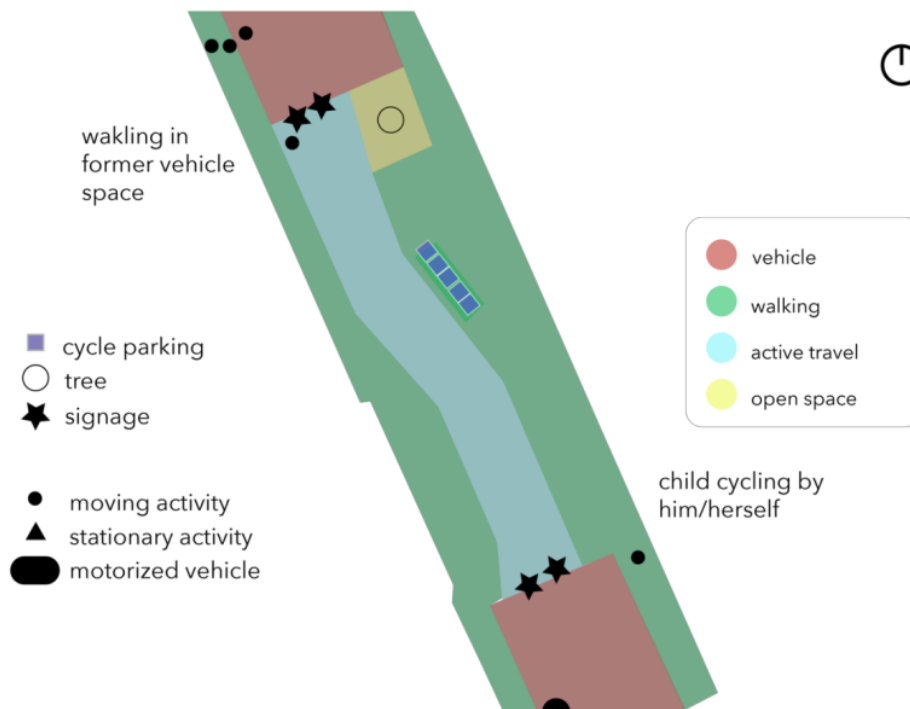 wakling in
former vehicle
space
cycle parking
tree
signage
moving activity
stationary activity
motorized vehicle
vehicle
walking
active travel
open space
child cycling by
him/herself